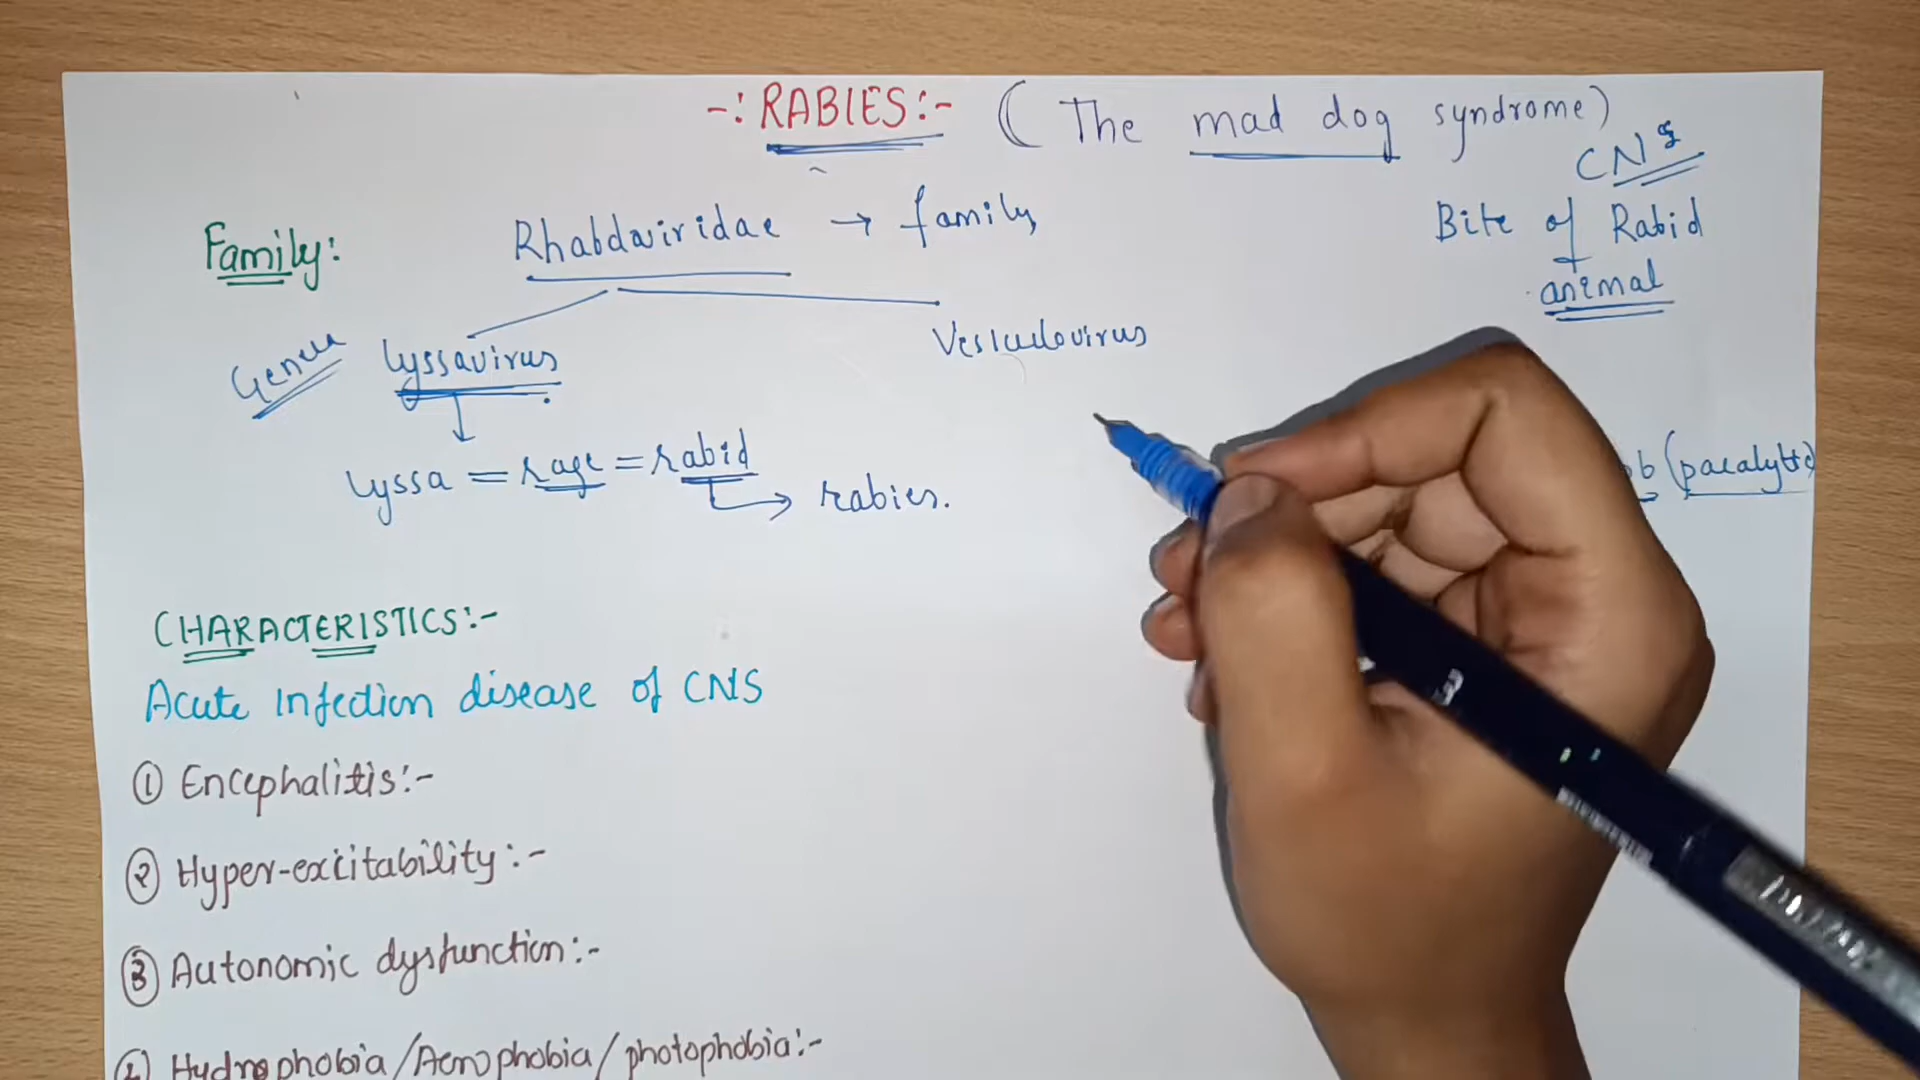 -: RABIES :- (The mad dog syndrome)
CNS
Family: Rhabdoviridae → family
Bite of Rabid
animal
Genera Lyssavirus Vesiculovirus
lyssa = rage = rabid
→ rabies.
(paralytic)
CHARACTERISTICS:-
Acute Infection disease of CNS
① Encephalitis:-
② Hyper-excitability:-
③ Autonomic dysfunction:-
Hydrophobia/Aerophobia/photophobia:-